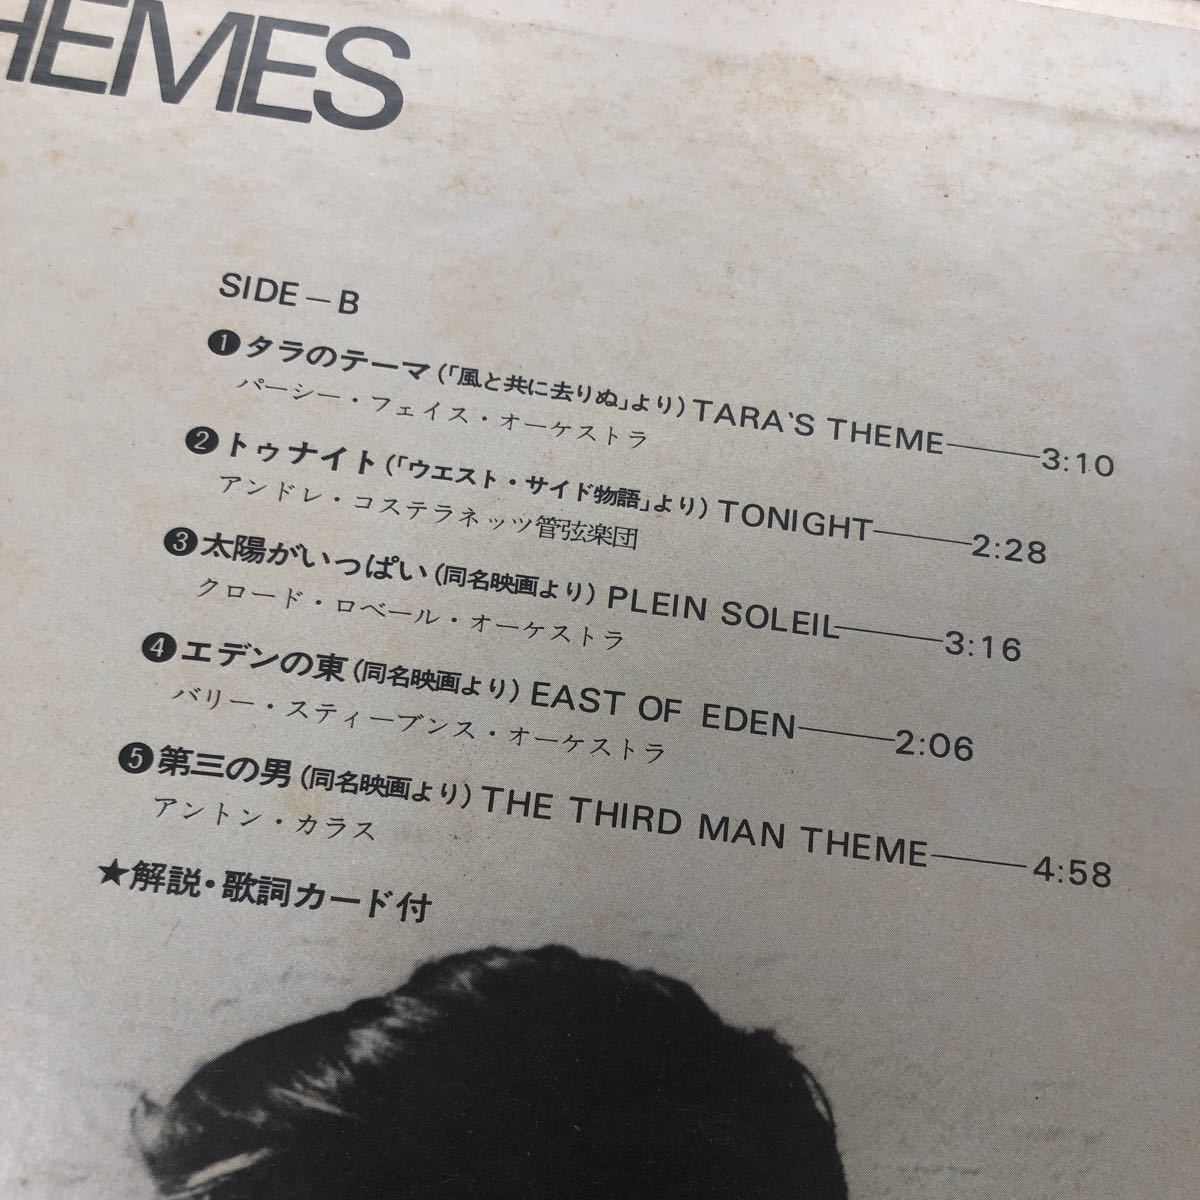 HEMES
SIDE－B
❶タラのテーマ(「風と共に去りぬ」より) TARA'S THEME———3:10
パーシー・フェイス・オーケストラ
❷トゥナイト(「ウエスト・サイド物語」より) TONIGHT———2:28
アンドレ・コステラネッツ管弦楽団
❸太陽がいっぱい(同名映画より) PLEIN SOLEIL———3:16
クロード・ロベール・オーケストラ
❹エデンの東(同名映画より) EAST OF EDEN———2:06
バリー・スティーブンス・オーケストラ
❺第三の男(同名映画より) THE THIRD MAN THEME———4:58
アントン・カラス
★解説・歌詞カード付